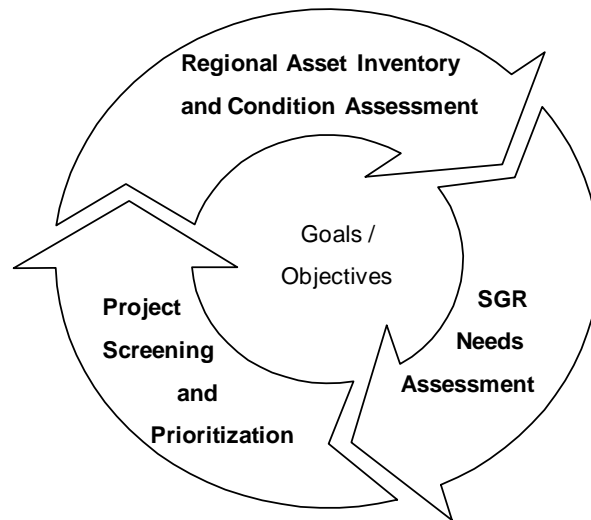 Regional Asset Inventory
and Condition Assessment
Goals /
Objectives
SGR
Needs
Assessment
Project
Screening
and
Prioritization